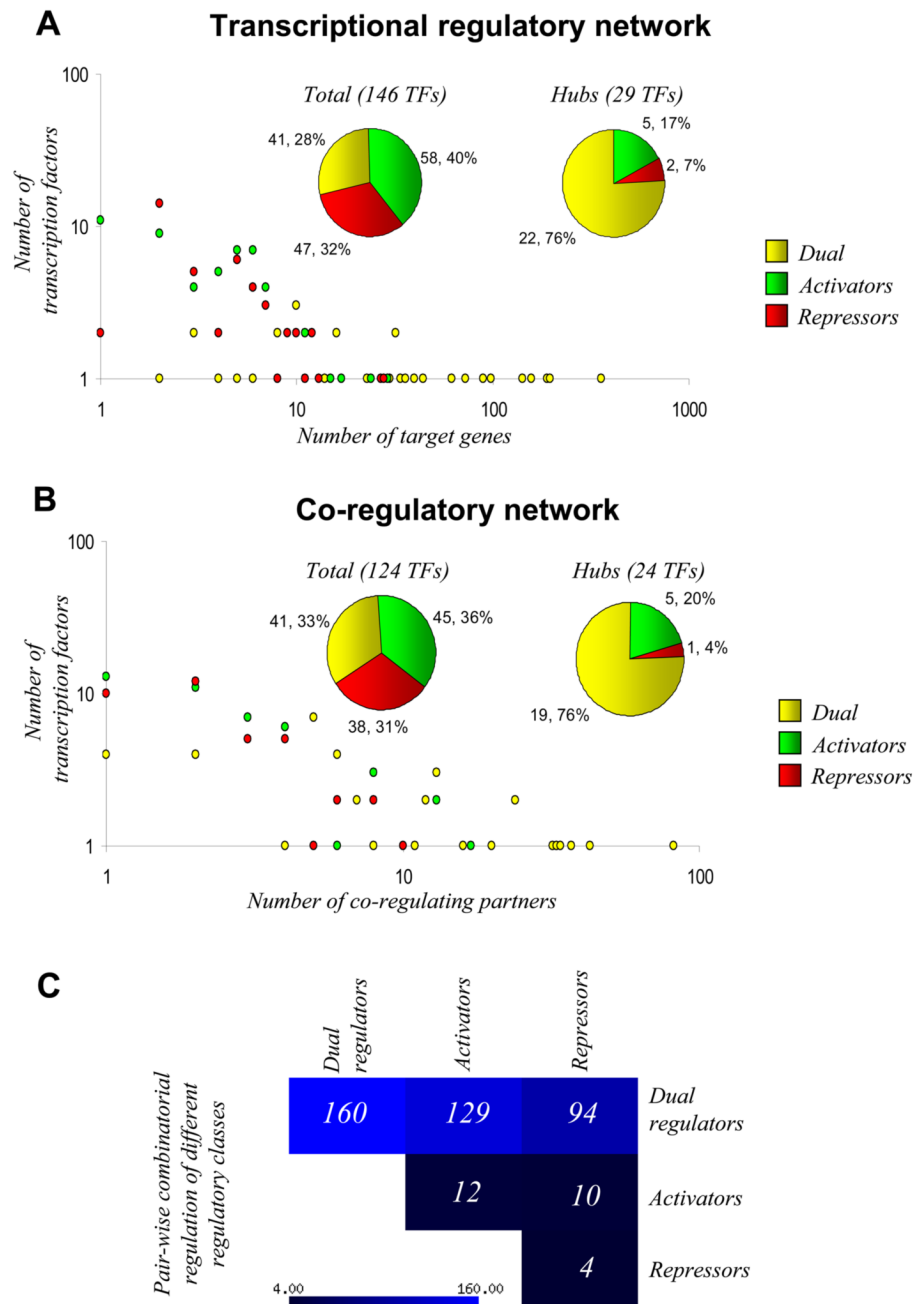 A
Transcriptional regulatory network
Number of
transcription factors
100
10
1
1
10
100
1000
Number of target genes
Total (146 TFs)
41, 28%
58, 40%
47, 32%
Hubs (29 TFs)
5, 17%
2, 7%
22, 76%
Dual
Activators
Repressors
B
Co-regulatory network
Number of
transcription factors
100
10
1
1
10
100
Number of co-regulating partners
Total (124 TFs)
41, 33%
45, 36%
38, 31%
Hubs (24 TFs)
5, 20%
1, 4%
19, 76%
Dual
Activators
Repressors
C
Pair-wise combinatorial
regulation of different
regulatory classes
Dual
regulators
Activators
Repressors
160
129
94
Dual
regulators
12
10
Activators
4
Repressors
4.00
160.00